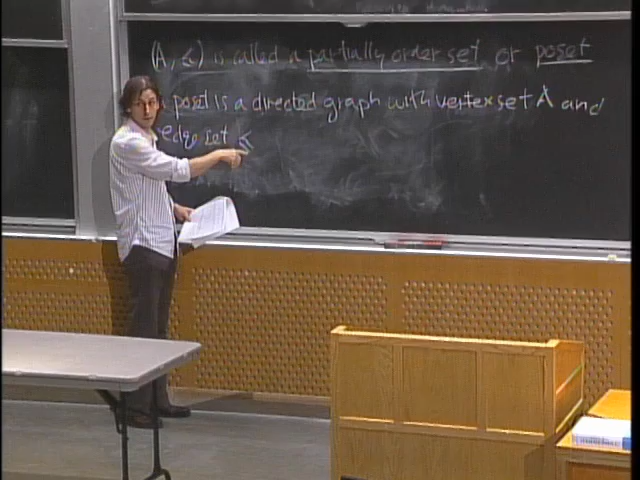 (A, ≼) is called a partially order set or poset
poset is a directed graph with vertex set A and
edge set ≼